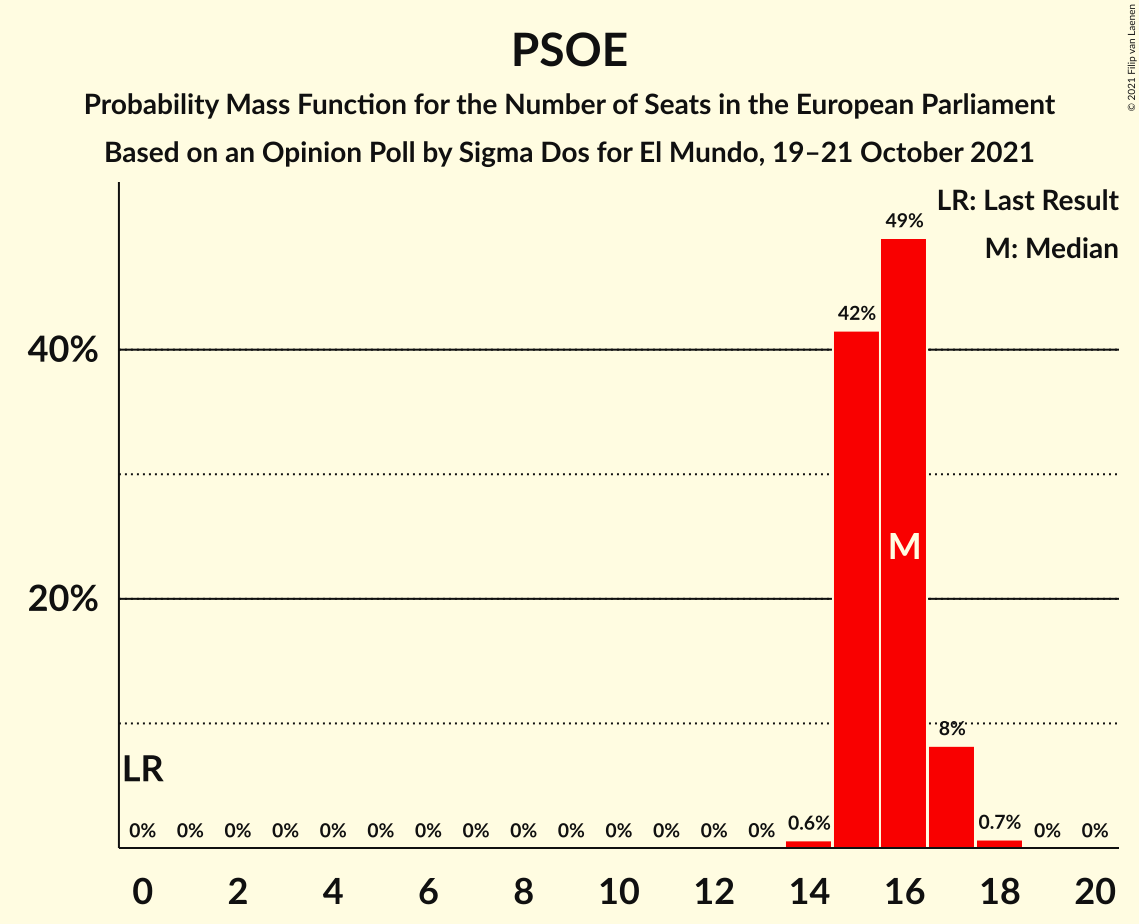 PSOE
Probability Mass Function for the Number of Seats in the European Parliament
Based on an Opinion Poll by Sigma Dos for El Mundo, 19–21 October 2021
© 2021 Filip van Laenen
LR: Last Result
M: Median
49%
42%
40%
M
20%
8%
LR
0% 0% 0% 0% 0% 0% 0% 0% 0% 0% 0% 0% 0% 0% 0.6% 0.7% 0% 0%
0 2 4 6 8 10 12 14 16 18 20